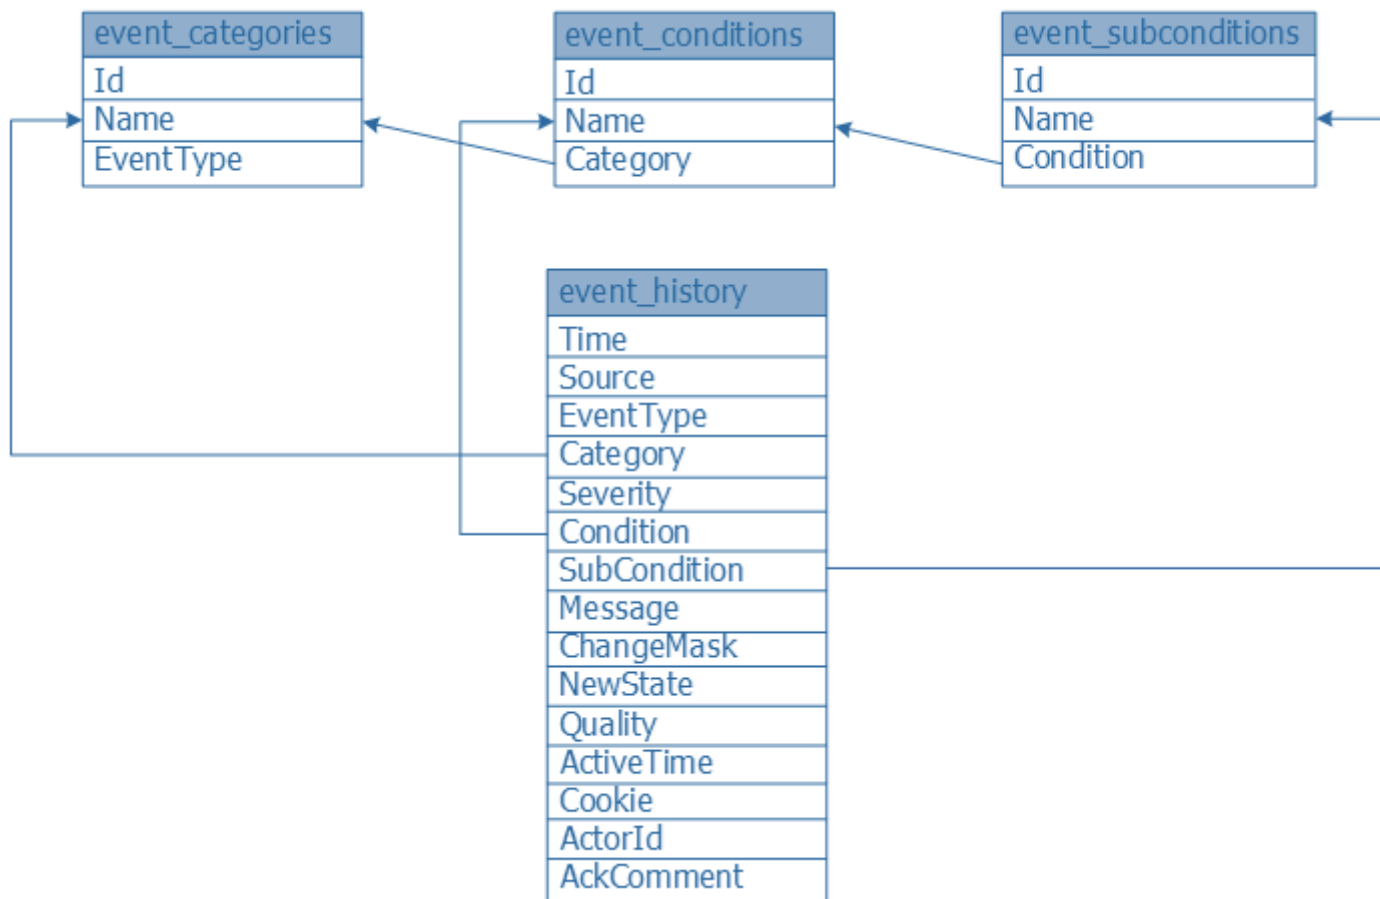 event_categories
Id
Name
EventType
event_conditions
Id
Name
Category
event_subconditions
Id
Name
Condition
event_history
Time
Source
EventType
Category
Severity
Condition
SubCondition
Message
ChangeMask
NewState
Quality
ActiveTime
Cookie
ActorId
AckComment